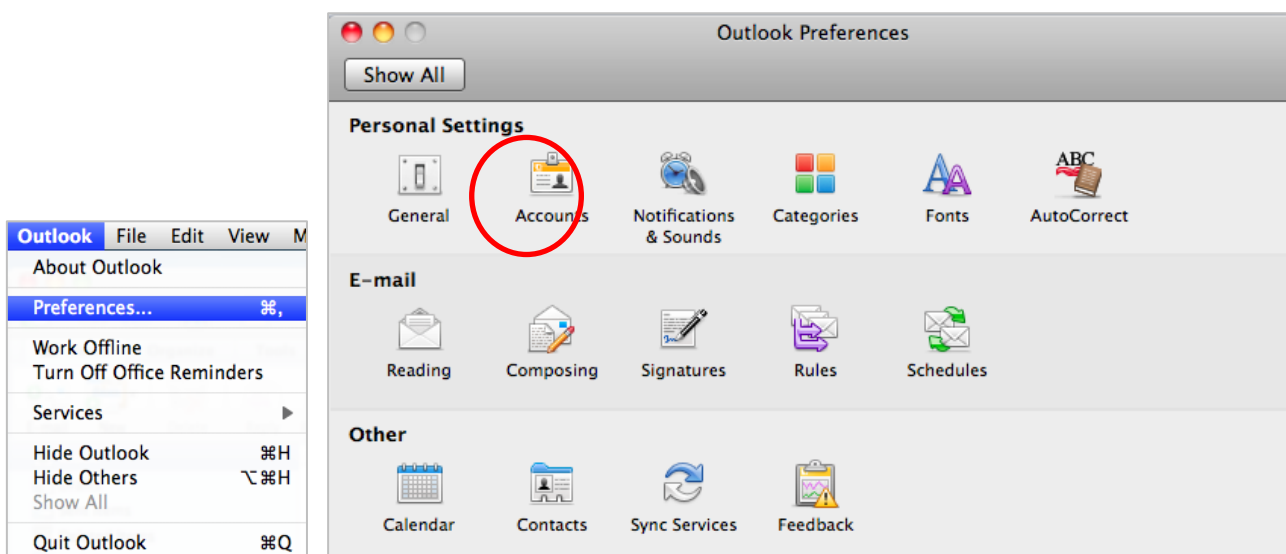 Outlook File Edit View M
About Outlook
Preferences... ⌘,
Work Offline
Turn Off Office Reminders
Services ▶
Hide Outlook ⌘H
Hide Others ⌥⌘H
Show All
Quit Outlook ⌘Q
Outlook Preferences
Show All
Personal Settings
General Accounts Notifications Categories Fonts AutoCorrect
& Sounds
ABC
E-mail
Reading Composing Signatures Rules Schedules
Other
Calendar Contacts Sync Services Feedback